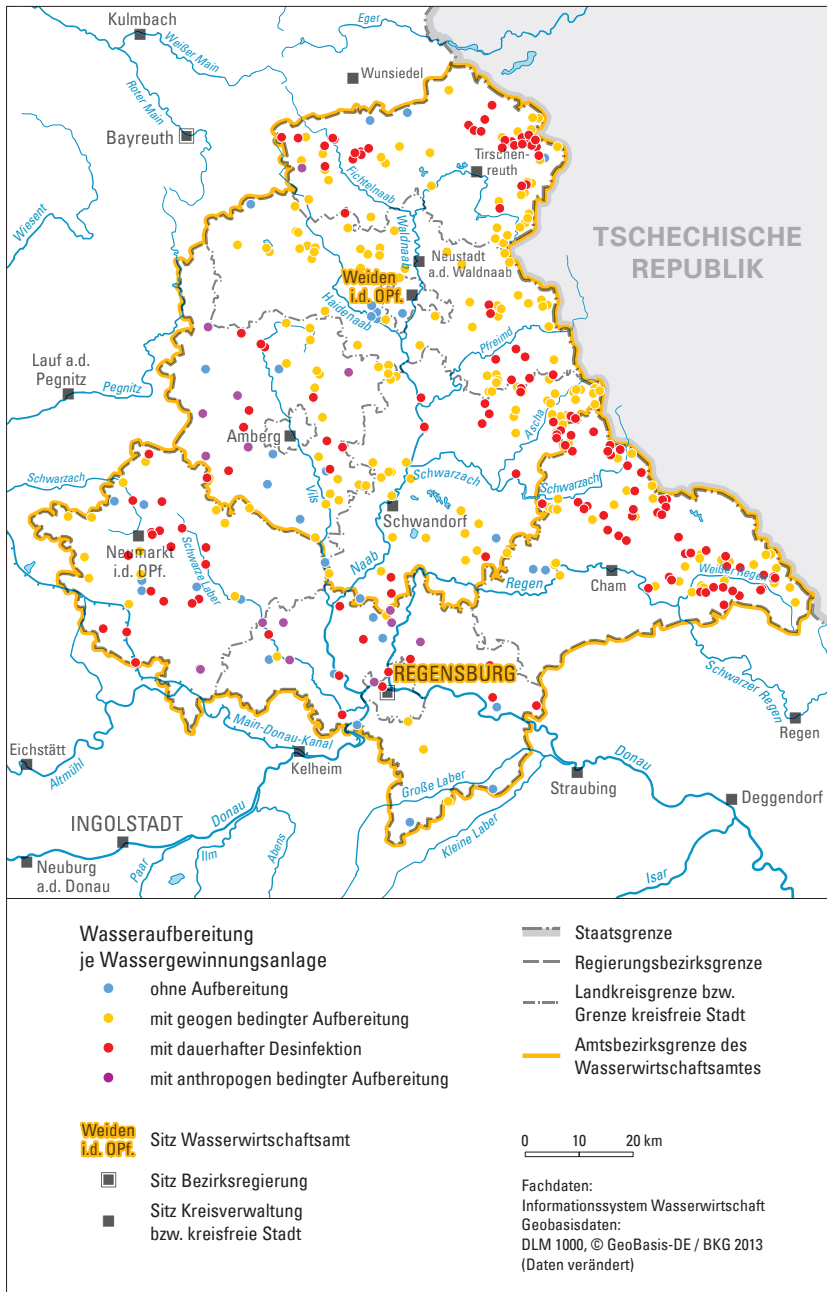 Kulmbach
Eger
Weißer Main
Wunsiedel
Roter Main
Bayreuth
Tirschen-
reuth
Fichtelnaab
Wiesent
Waldnaab
TSCHECHISCHE
REPUBLIK
Neustadt
a.d. Waldnaab
Weiden
i.d. OPf.
Haidenaab
Pfreimd
Lauf a.d.
Pegnitz
Pegnitz
Ascha
Amberg
Schwarzach
Schwarzach
Schwarzach
Vils
Schwandorf
Neumarkt
i.d. OPf.
Schwarze Laber
Naab
Regen
Cham
Weißer Regen
REGENSBURG
Schwarzer Regen
Regen
Main-Donau-Kanal
Eichstätt
Altmühl
Kelheim
Donau
Große Laber
Straubing
Deggendorf
Donau
INGOLSTADT
Kleine Laber
Neuburg
a.d. Donau
Paar
Ilm
Abens
Isar
Wasseraufbereitung
je Wassergewinnungsanlage
ohne Aufbereitung
mit geogen bedingter Aufbereitung
mit dauerhafter Desinfektion
mit anthropogen bedingter Aufbereitung
Weiden
i.d. OPf.
Sitz Wasserwirtschaftsamt
Sitz Bezirksregierung
Sitz Kreisverwaltung
bzw. kreisfreie Stadt
Staatsgrenze
Regierungsbezirksgrenze
Landkreisgrenze bzw.
Grenze kreisfreie Stadt
Amtsbezirksgrenze des
Wasserwirtschaftsamtes
0 10 20 km
Fachdaten:
Informationssystem Wasserwirtschaft
Geobasisdaten:
DLM 1000, © GeoBasis-DE / BKG 2013
(Daten verändert)